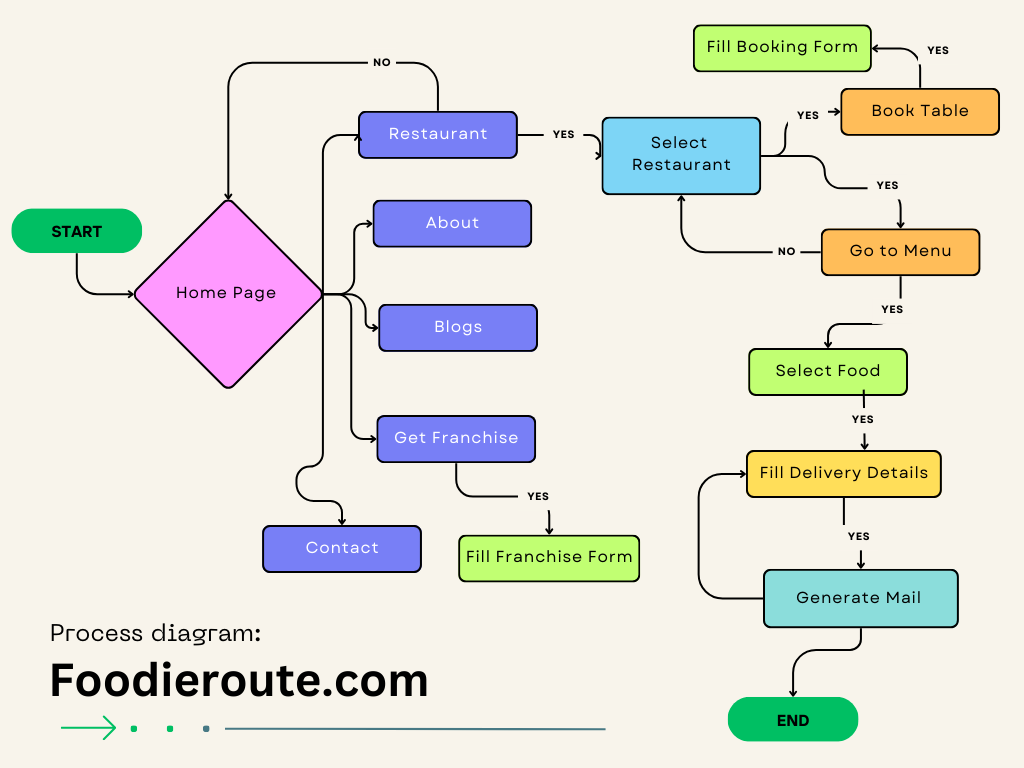 Fill Booking Form
YES
NO
Book Table
YES
Restaurant
YES
Select
Restaurant
YES
About
START
Go to Menu
NO
Home Page
YES
Blogs
Select Food
YES
Get Franchise
Fill Delivery Details
YES
YES
Contact
Fill Franchise Form
Generate Mail
Process diagram:
Foodieroute.com
END